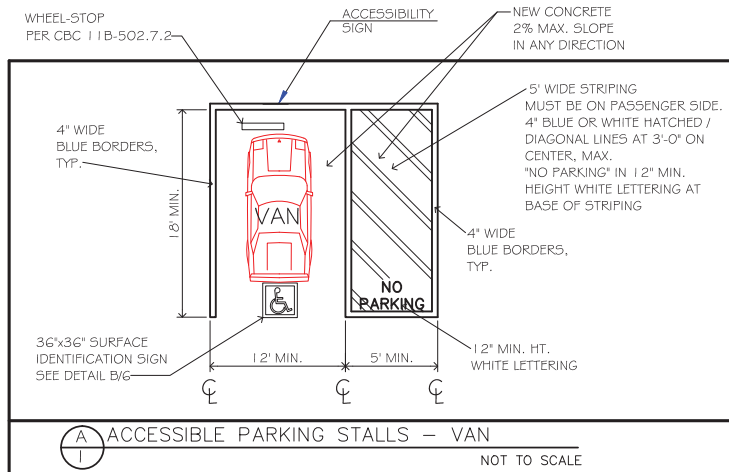 WHEEL-STOP
PER CBC 11B-502.7.2
ACCESSIBILITY
SIGN
NEW CONCRETE
2% MAX. SLOPE
IN ANY DIRECTION
4" WIDE
BLUE BORDERS,
TYP.
5' WIDE STRIPING
MUST BE ON PASSENGER SIDE.
4" BLUE OR WHITE HATCHED /
DIAGONAL LINES AT 3'-0" ON
CENTER, MAX.
"NO PARKING" IN 12" MIN.
HEIGHT WHITE LETTERING AT
BASE OF STRIPING
18' MIN.
VAN
4" WIDE
BLUE BORDERS,
TYP.
NO
PARKING
36"x36" SURFACE
IDENTIFICATION SIGN
SEE DETAIL B/6
12' MIN.
5' MIN.
12" MIN. HT.
WHITE LETTERING
℄ ℄ ℄
A
1
ACCESSIBLE PARKING STALLS – VAN
NOT TO SCALE